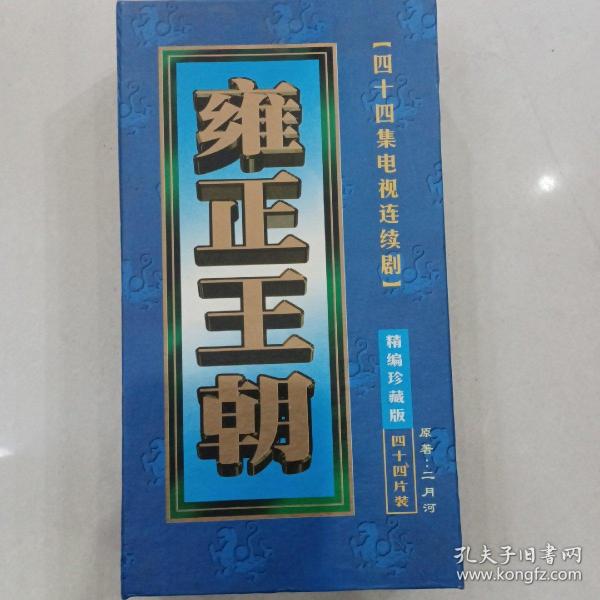 雍正王朝
【四十四集电视连续剧】
精编珍藏版
四十四片装
原著：二月河
孔夫子旧书网
www.kongfz.com